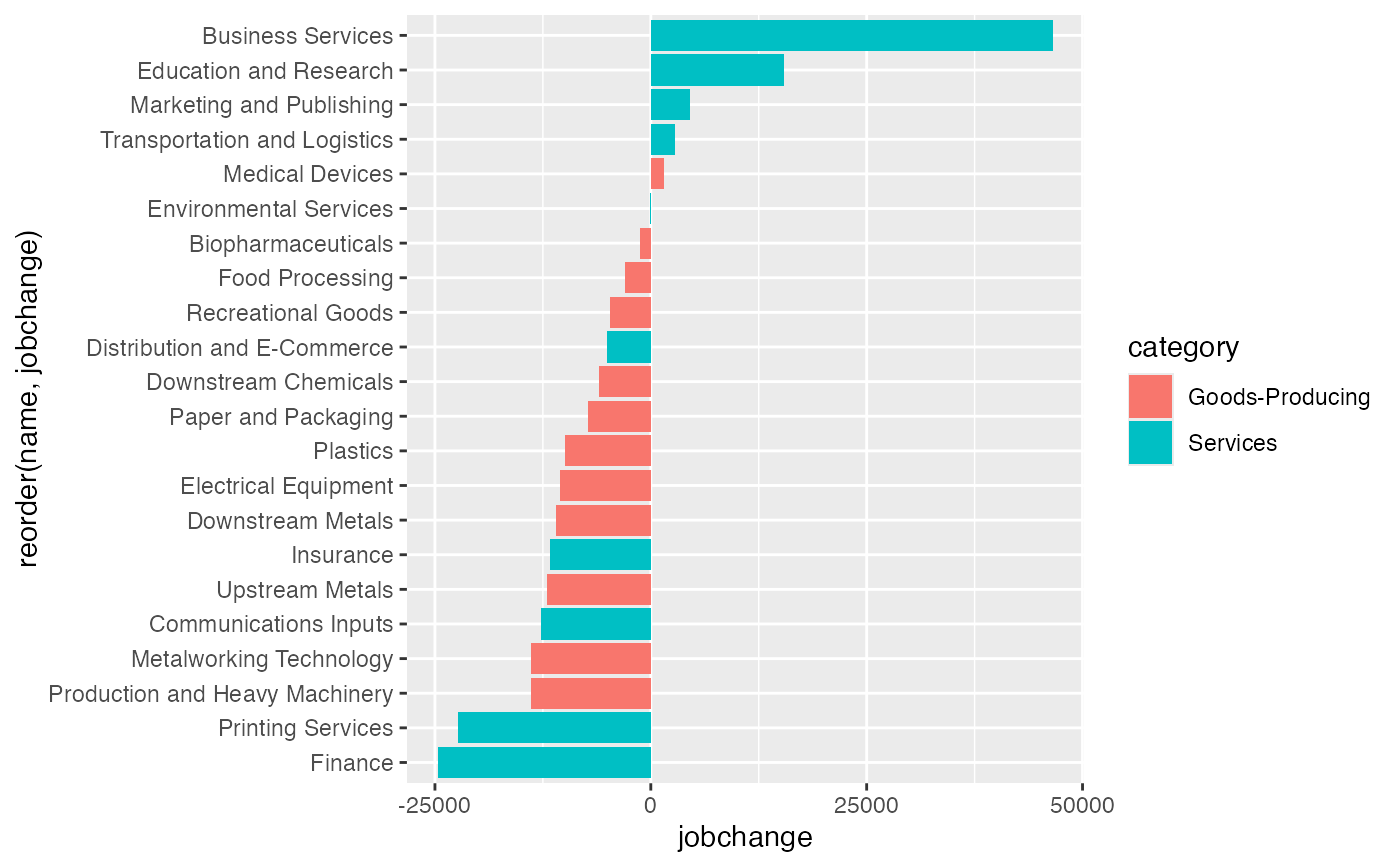 Business Services
Education and Research
Marketing and Publishing
Transportation and Logistics
Medical Devices
Environmental Services
Biopharmaceuticals
Food Processing
Recreational Goods
Distribution and E-Commerce
Downstream Chemicals
Paper and Packaging
Plastics
Electrical Equipment
Downstream Metals
Insurance
Upstream Metals
Communications Inputs
Metalworking Technology
Production and Heavy Machinery
Printing Services
Finance
reorder(name, jobchange)
-25000 0 25000 50000
jobchange
category
Goods-Producing
Services